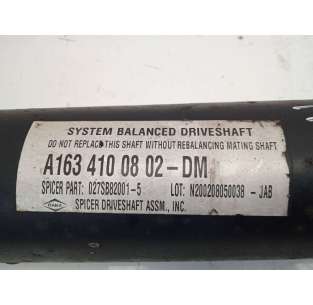 SYSTEM BALANCED DRIVESHAFT
DO NOT REPLACE THIS SHAFT WITHOUT REBALANCING MATING SHAFT
A163 410 08 02-DM
SPICER PART: 027SB82001-5 LOT: N200208050038 - JAB
DANA SPICER DRIVESHAFT ASSM., INC.